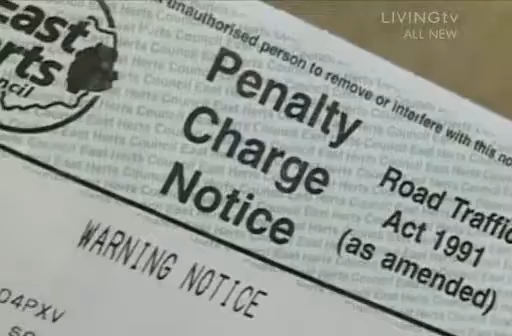 LIVINGtv
ALL NEW
unauthorised person to remove or interfere with this no
East
Herts
ncil
Penalty
Charge
Notice
Road Traffic
Act 1991
(as amended)
WARNING NOTICE
04PXV